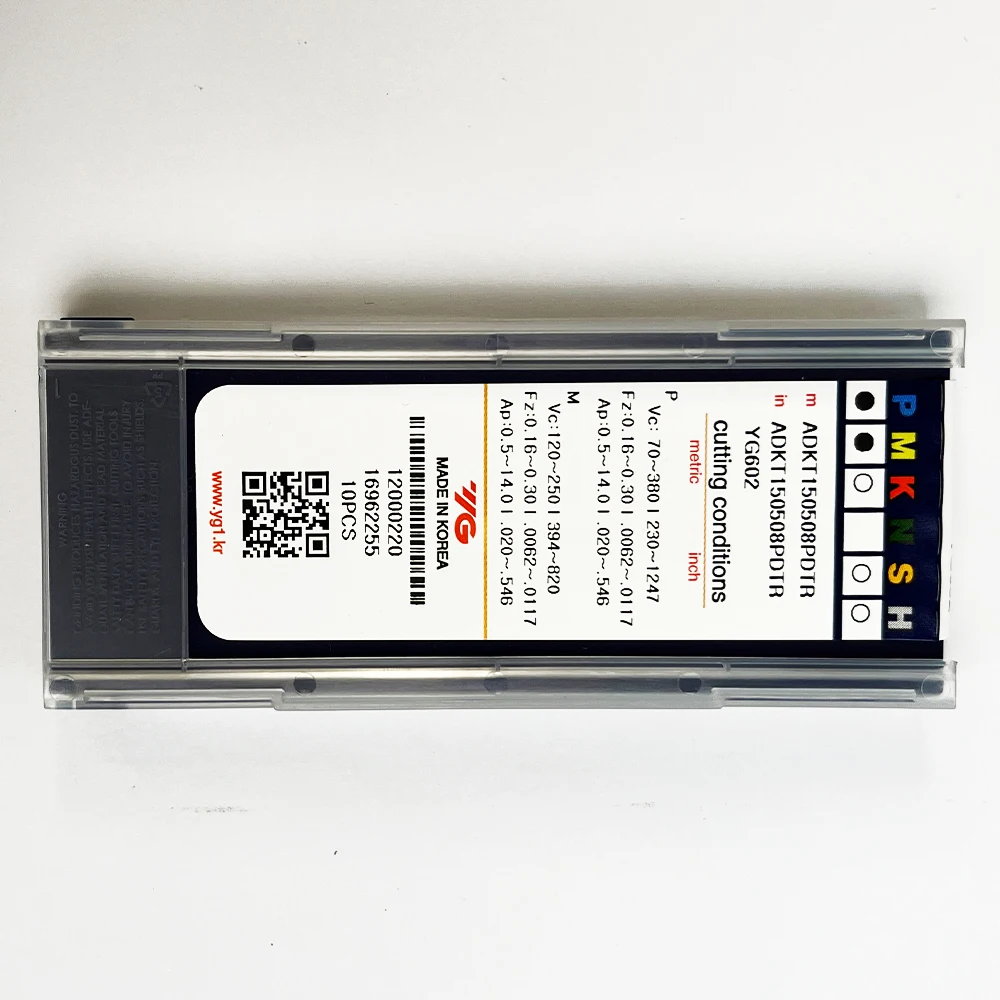 P M K N S H
m ADKT150508PDTR
in ADKT150508PDTR
YG602
cutting conditions
metric inch
P
Vc: 70~380 I 230~1247
Fz:0.16~0.30 I .0062~.0117
Ap:0.5~14.0 I .020~.546
M
Vc:120~250 I 394~820
Fz:0.16~0.30 I .0062~.0117
Ap:0.5~14.0 I .020~.546
YG
MADE IN KOREA
12000220
16962255
10PCS
www.yg1.kr
WARNING